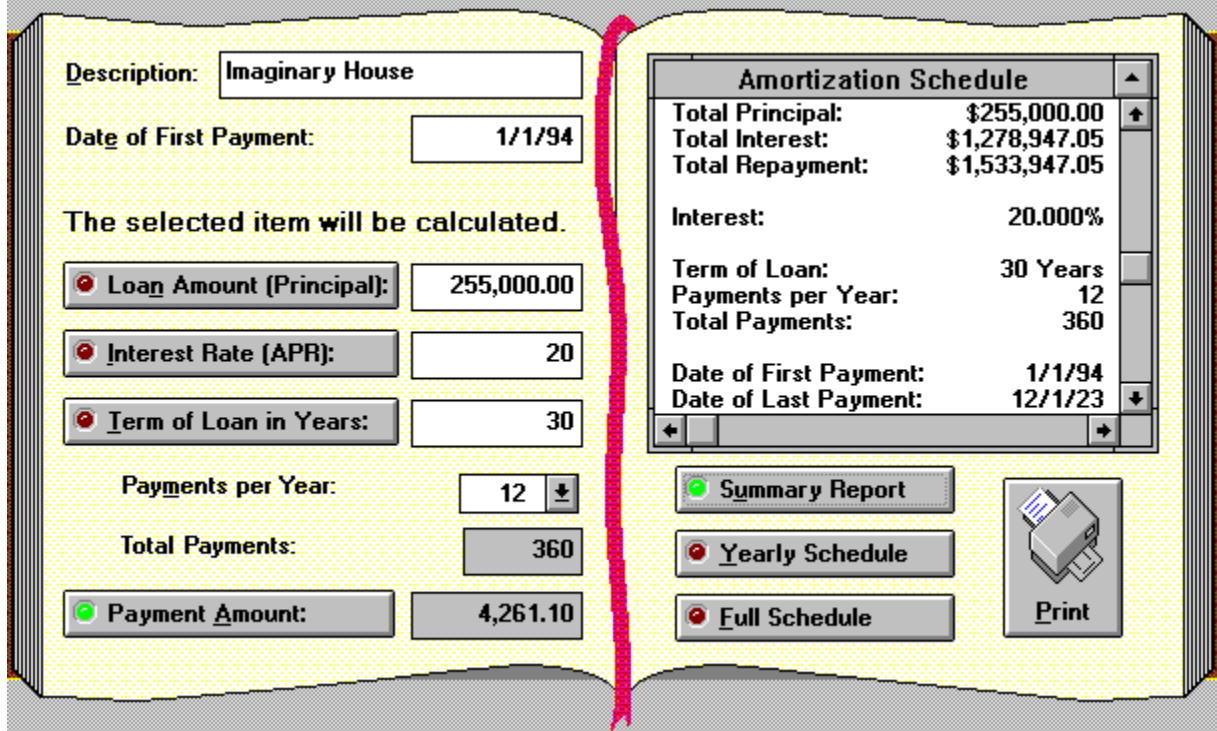 Description: Imaginary House
Date of First Payment: 1/1/94
The selected item will be calculated.
Loan Amount (Principal): 255,000.00
Interest Rate (APR): 20
Term of Loan in Years: 30
Payments per Year: 12
Total Payments: 360
Payment Amount: 4,261.10
Amortization Schedule
Total Principal: $255,000.00
Total Interest: $1,278,947.05
Total Repayment: $1,533,947.05
Interest: 20.000%
Term of Loan: 30 Years
Payments per Year: 12
Total Payments: 360
Date of First Payment: 1/1/94
Date of Last Payment: 12/1/23
Summary Report
Yearly Schedule
Full Schedule
Print